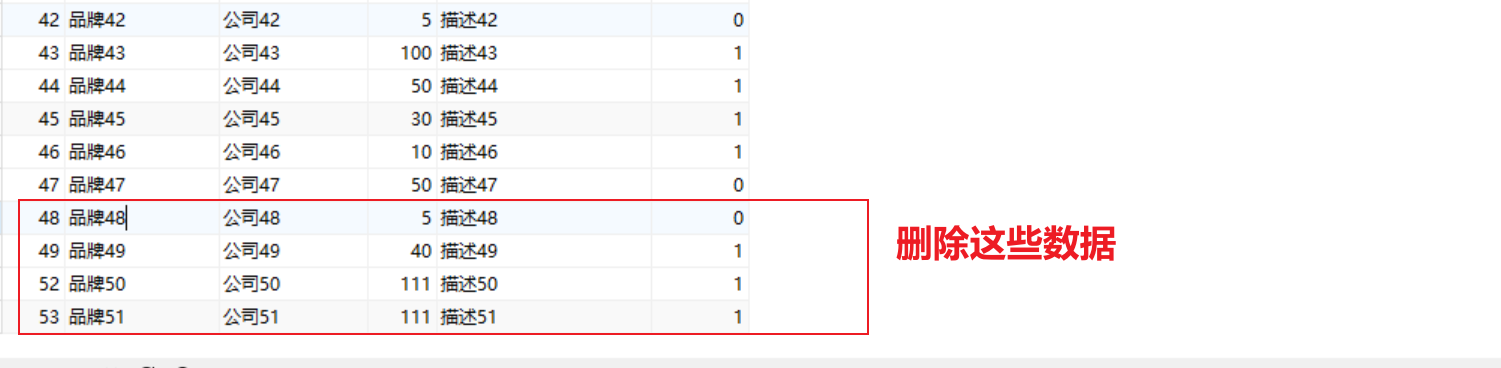 42 品牌42 公司42 5 描述42 0
43 品牌43 公司43 100 描述43 1
44 品牌44 公司44 50 描述44 1
45 品牌45 公司45 30 描述45 1
46 品牌46 公司46 10 描述46 1
47 品牌47 公司47 50 描述47 0
48 品牌48 公司48 5 描述48 0
49 品牌49 公司49 40 描述49 1
删除这些数据
52 品牌50 公司50 111 描述50 1
53 品牌51 公司51 111 描述51 1